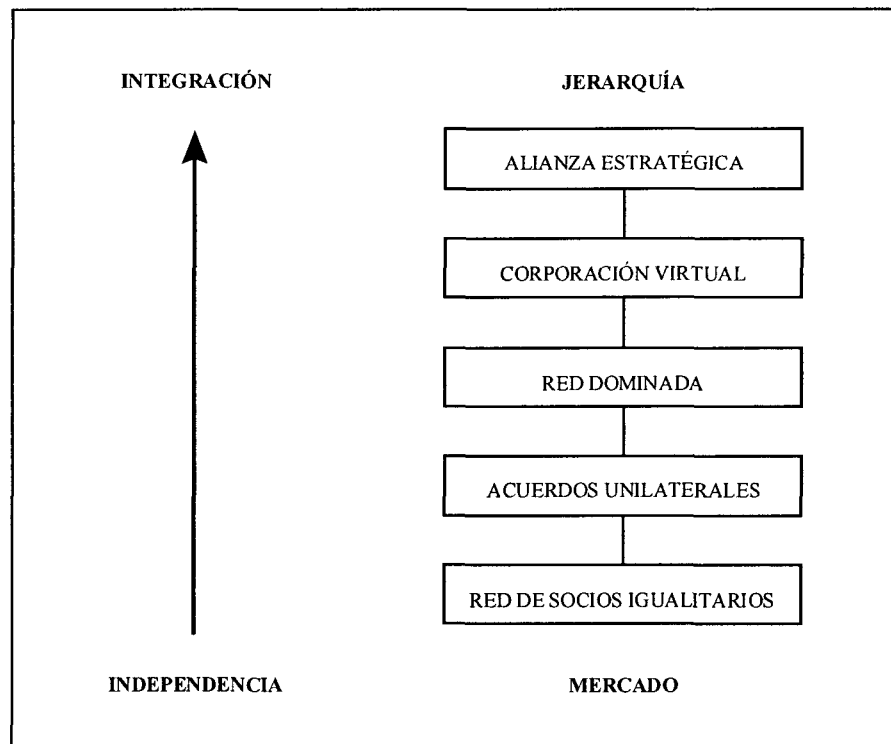 INTEGRACIÓN
JERARQUÍA
ALIANZA ESTRATÉGICA
CORPORACIÓN VIRTUAL
RED DOMINADA
ACUERDOS UNILATERALES
RED DE SOCIOS IGUALITARIOS
INDEPENDENCIA
MERCADO